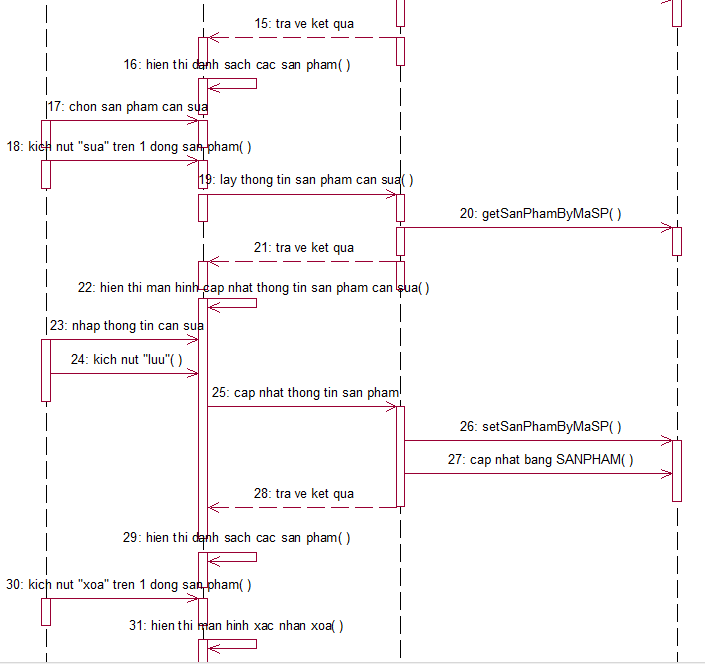 15: tra ve ket qua
16: hien thi danh sach cac san pham( )
17: chon san pham can sua
18: kich nut "sua" tren 1 dong san pham( )
19: lay thong tin san pham can sua( )
20: getSanPhamByMaSP( )
21: tra ve ket qua
22: hien thi man hinh cap nhat thong tin san pham can sua( )
23: nhap thong tin can sua
24: kich nut "luu"( )
25: cap nhat thong tin san pham
26: setSanPhamByMaSP( )
27: cap nhat bang SANPHAM( )
28: tra ve ket qua
29: hien thi danh sach cac san pham( )
30: kich nut "xoa" tren 1 dong san pham( )
31: hien thi man hinh xac nhan xoa( )